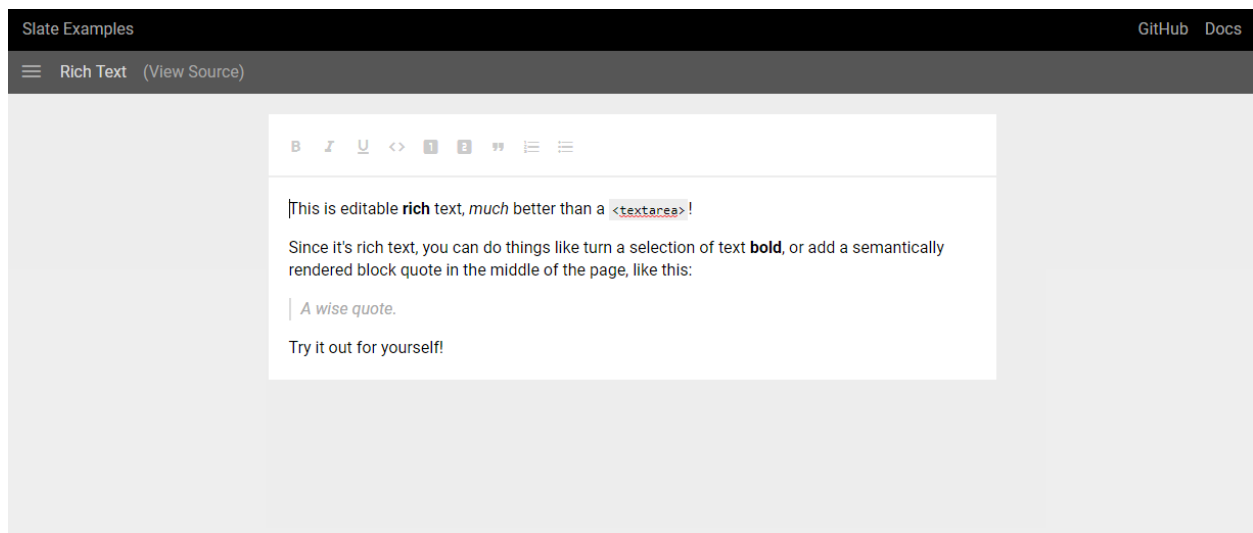 Slate Examples GitHub Docs
Rich Text (View Source)
B I U <> 1 2 "
This is editable rich text, much better than a <textarea>!
Since it's rich text, you can do things like turn a selection of text bold, or add a semantically
rendered block quote in the middle of the page, like this:
A wise quote.
Try it out for yourself!